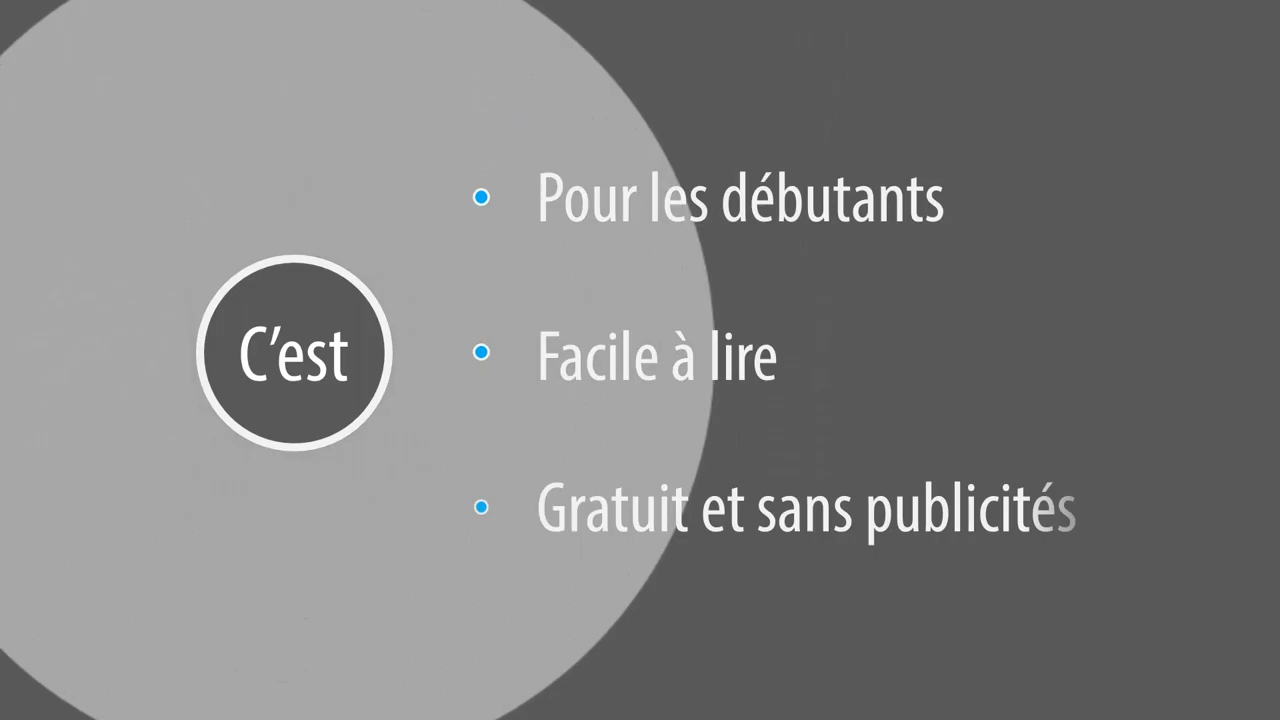 C’est
Pour les débutants
Facile à lire
Gratuit et sans publicités